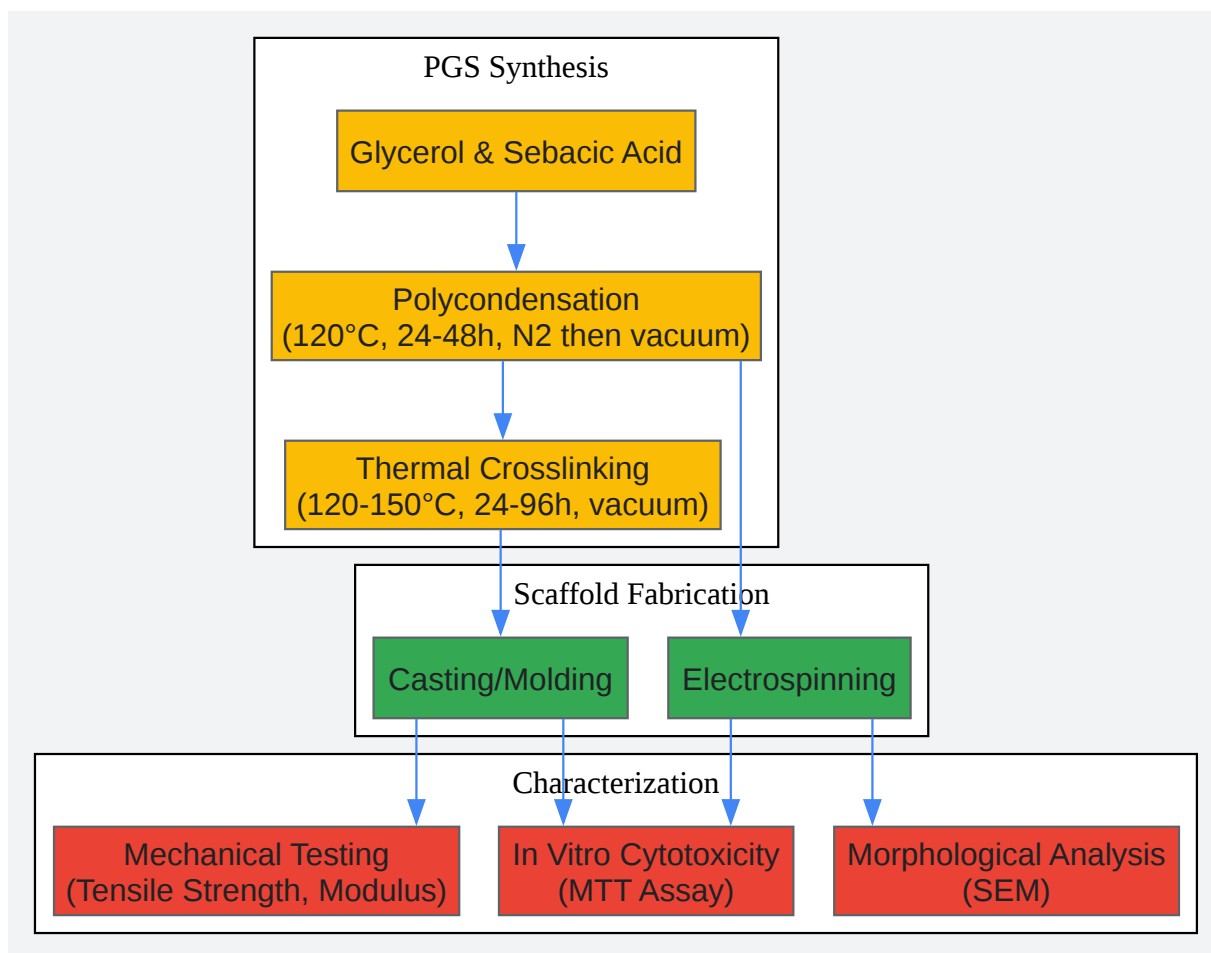 PGS Synthesis
Glycerol & Sebacic Acid
Polycondensation
(120°C, 24-48h, N2 then vacuum)
Thermal Crosslinking
(120-150°C, 24-96h, vacuum)
Scaffold Fabrication
Casting/Molding
Electrospinning
Characterization
Mechanical Testing
(Tensile Strength, Modulus)
In Vitro Cytotoxicity
(MTT Assay)
Morphological Analysis
(SEM)